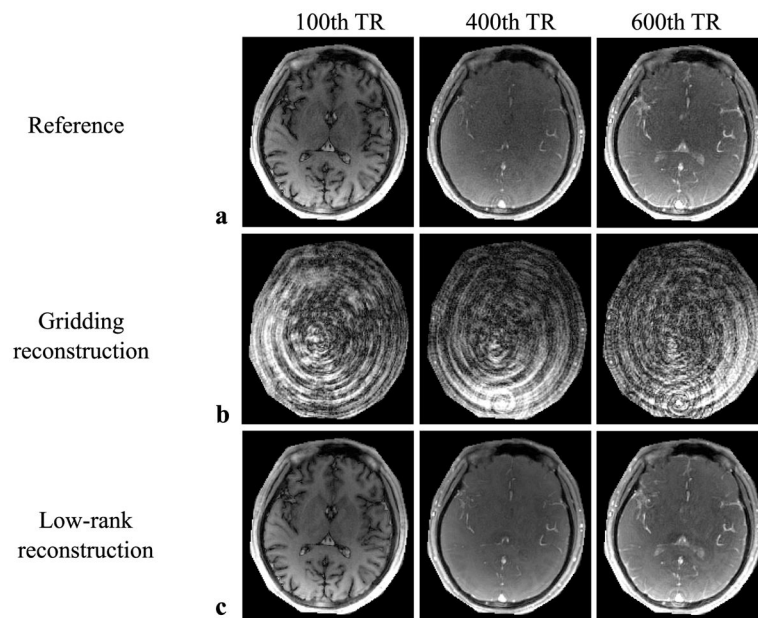 100th TR 400th TR 600th TR
Reference
a
Gridding
reconstruction
b
Low-rank
reconstruction
c